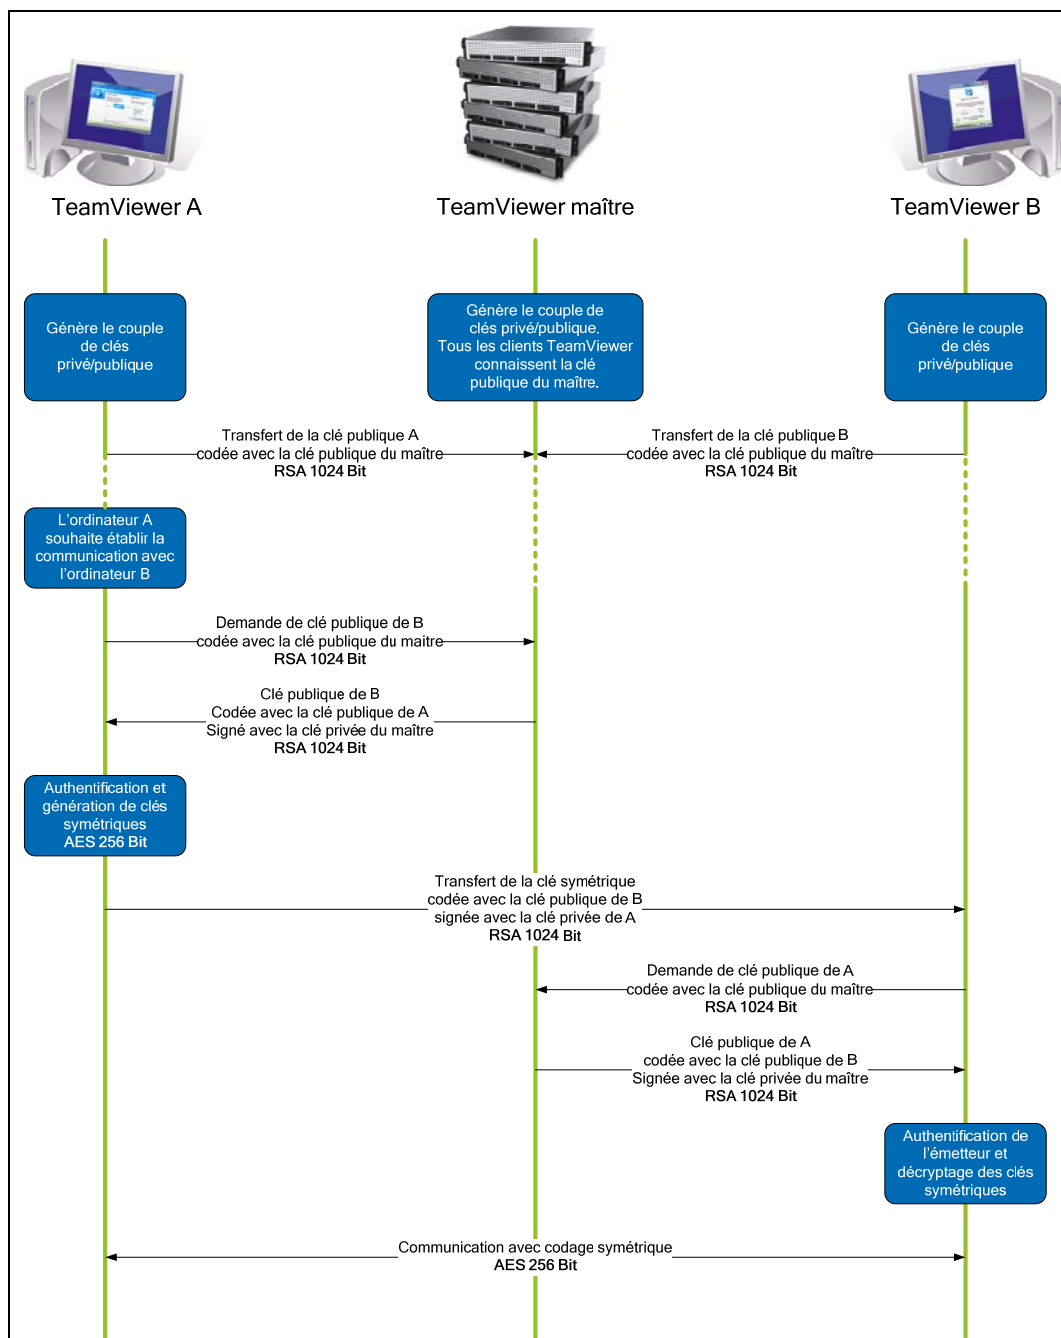 TeamViewer A
TeamViewer maître
TeamViewer B
Génère le couple
de clés
privé/publique
Génère le couple de
clés privé/publique.
Tous les clients TeamViewer
connaissent la clé
publique du maître.
Génère le couple
de clés
privé/publique
Transfert de la clé publique A
codée avec la clé publique du maître
RSA 1024 Bit
Transfert de la clé publique B
codée avec la clé publique du maître
RSA 1024 Bit
L'ordinateur A
souhaite établir la
communication avec
l'ordinateur B
Demande de clé publique de B
codée avec la clé publique du maitre
RSA 1024 Bit
Clé publique de B
Codée avec la clé publique de A
Signé avec la clé privée du maître
RSA 1024 Bit
Authentification et
génération de clés
symétriques
AES 256 Bit
Transfert de la clé symétrique
codée avec la clé publique de B
signée avec la clé privée de A
RSA 1024 Bit
Demande de clé publique de A
codée avec la clé publique du maître
RSA 1024 Bit
Clé publique de A
codée avec la clé publique de B
Signée avec la clé privée du maître
RSA 1024 Bit
Authentification de
l'émetteur et
décryptage des clés
symétriques
Communication avec codage symétrique
AES 256 Bit